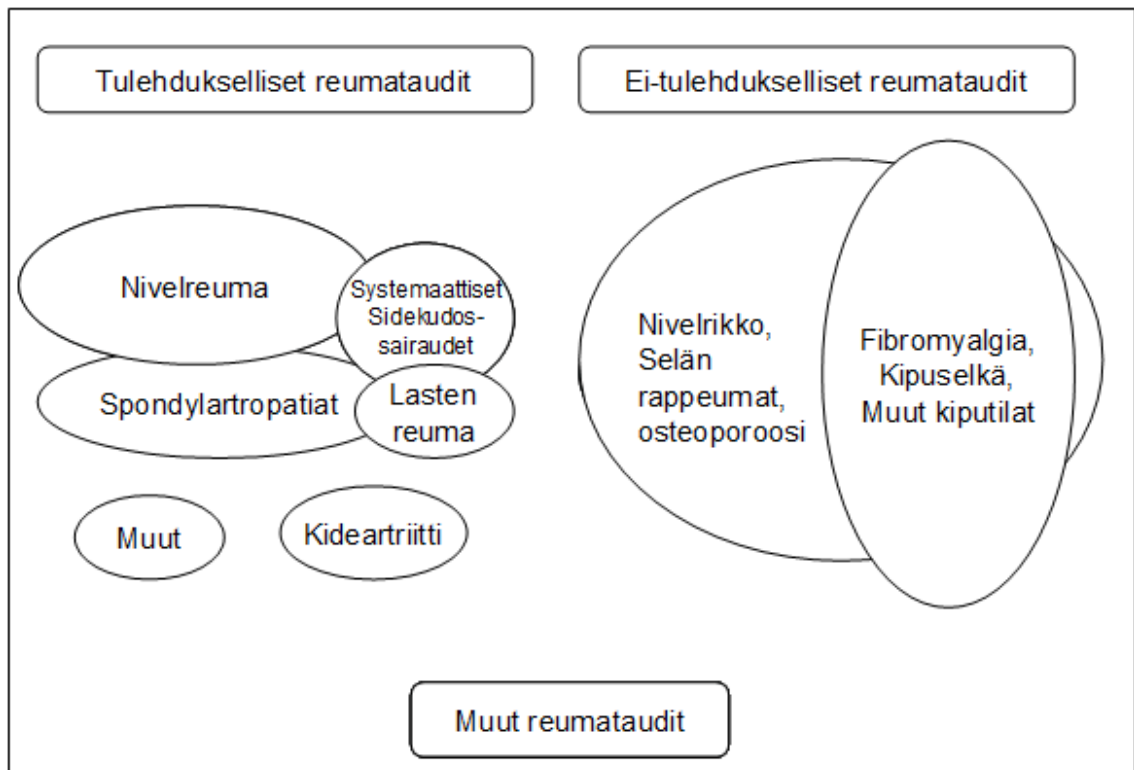 Tulehdukselliset reumataudit
Ei-tulehdukselliset reumataudit
Nivelreuma
Systemaattiset
Sidekudos-
sairaudet
Spondylartropatiat
Lasten
reuma
Muut
Kideartriitti
Nivelrikko,
Selän
rappeumat,
osteoporoosi
Fibromyalgia,
Kipuselkä,
Muut kiputilat
Muut reumataudit